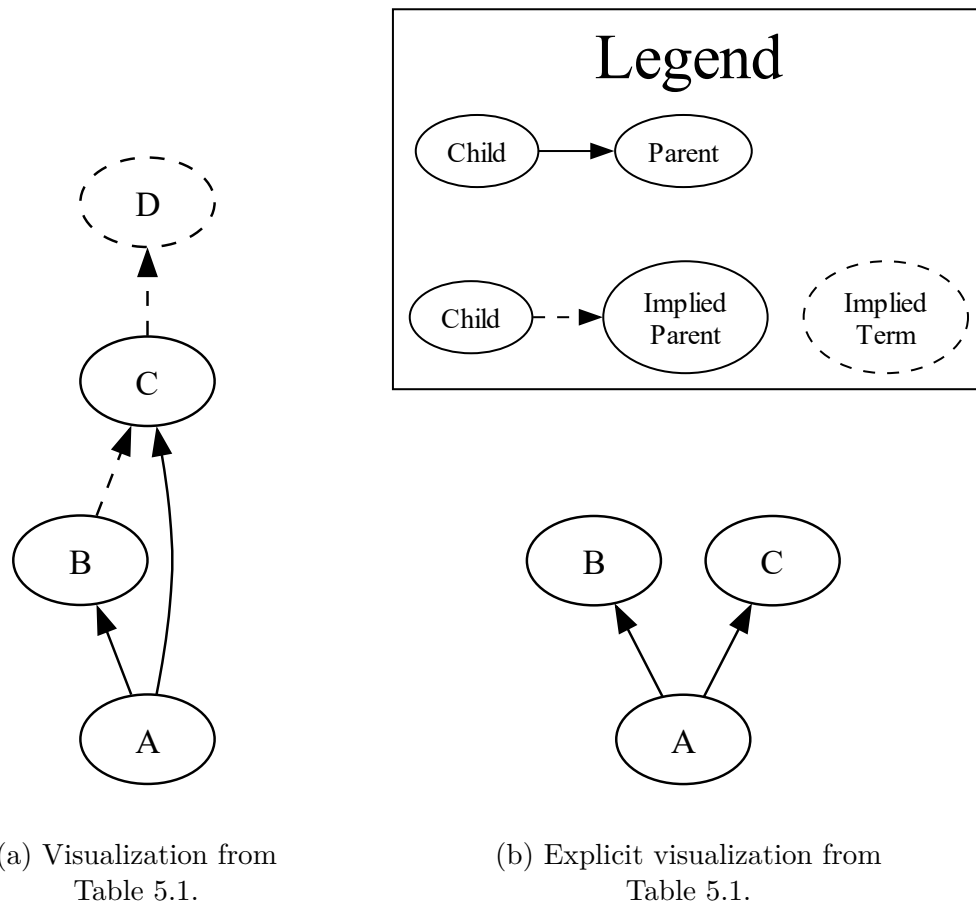 Legend
Child
Parent
Child
Implied
Parent
Implied
Term
D
C
B
A
B
C
A
a) Visualization from
Table 5.1.
(b) Explicit visualization from
Table 5.1.